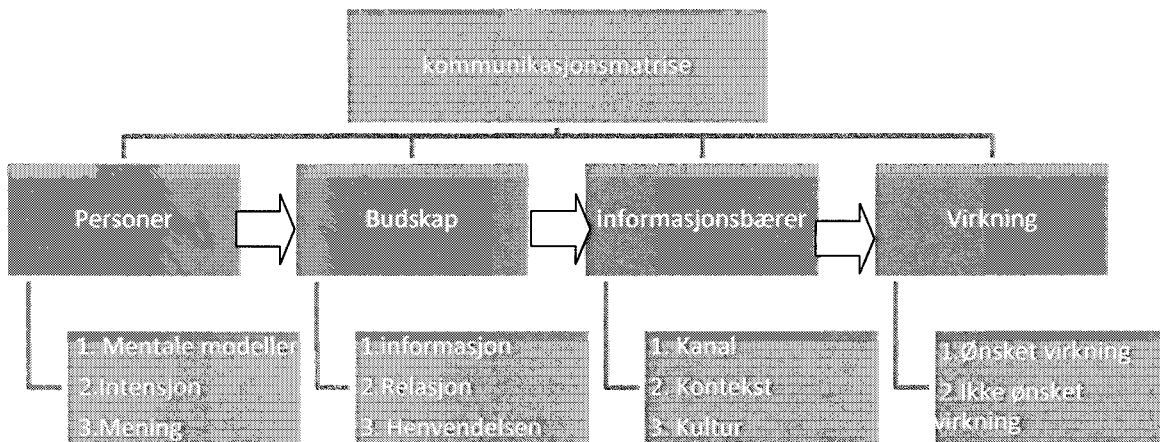 kommunikasjonsmatrise
Personer
Budskap
informasjonsbærer
Virkning
1. Mentale modeller
2.Intensjon
3.Mening
1.informasjon
2.Relasjon
3. Henvendelsen
1. Kanal
2. Kontekst
3. Kultur
1.Ønsket virkning
2.Ikke ønsket
virkning